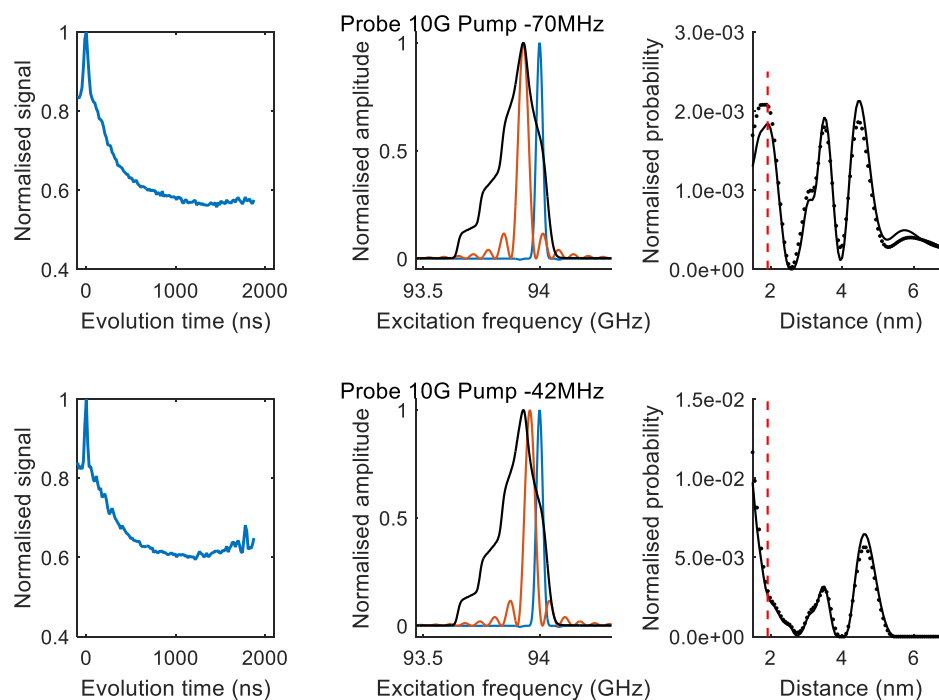 Probe 10G Pump -70MHz
Normalised signal
1
0.8
0.6
0.4
0
1000
2000
Evolution time (ns)
Normalised amplitude
1
0.5
0
93.5
94
Excitation frequency (GHz)
Normalised probability
3.0e-03
2.0e-03
1.0e-03
0.0e+00
2
4
6
Distance (nm)
Probe 10G Pump -42MHz
Normalised signal
1
0.8
0.6
0.4
0
1000
2000
Evolution time (ns)
Normalised amplitude
1
0.5
0
93.5
94
Excitation frequency (GHz)
Normalised probability
1.5e-02
1.0e-02
5.0e-03
0.0e+00
2
4
6
Distance (nm)